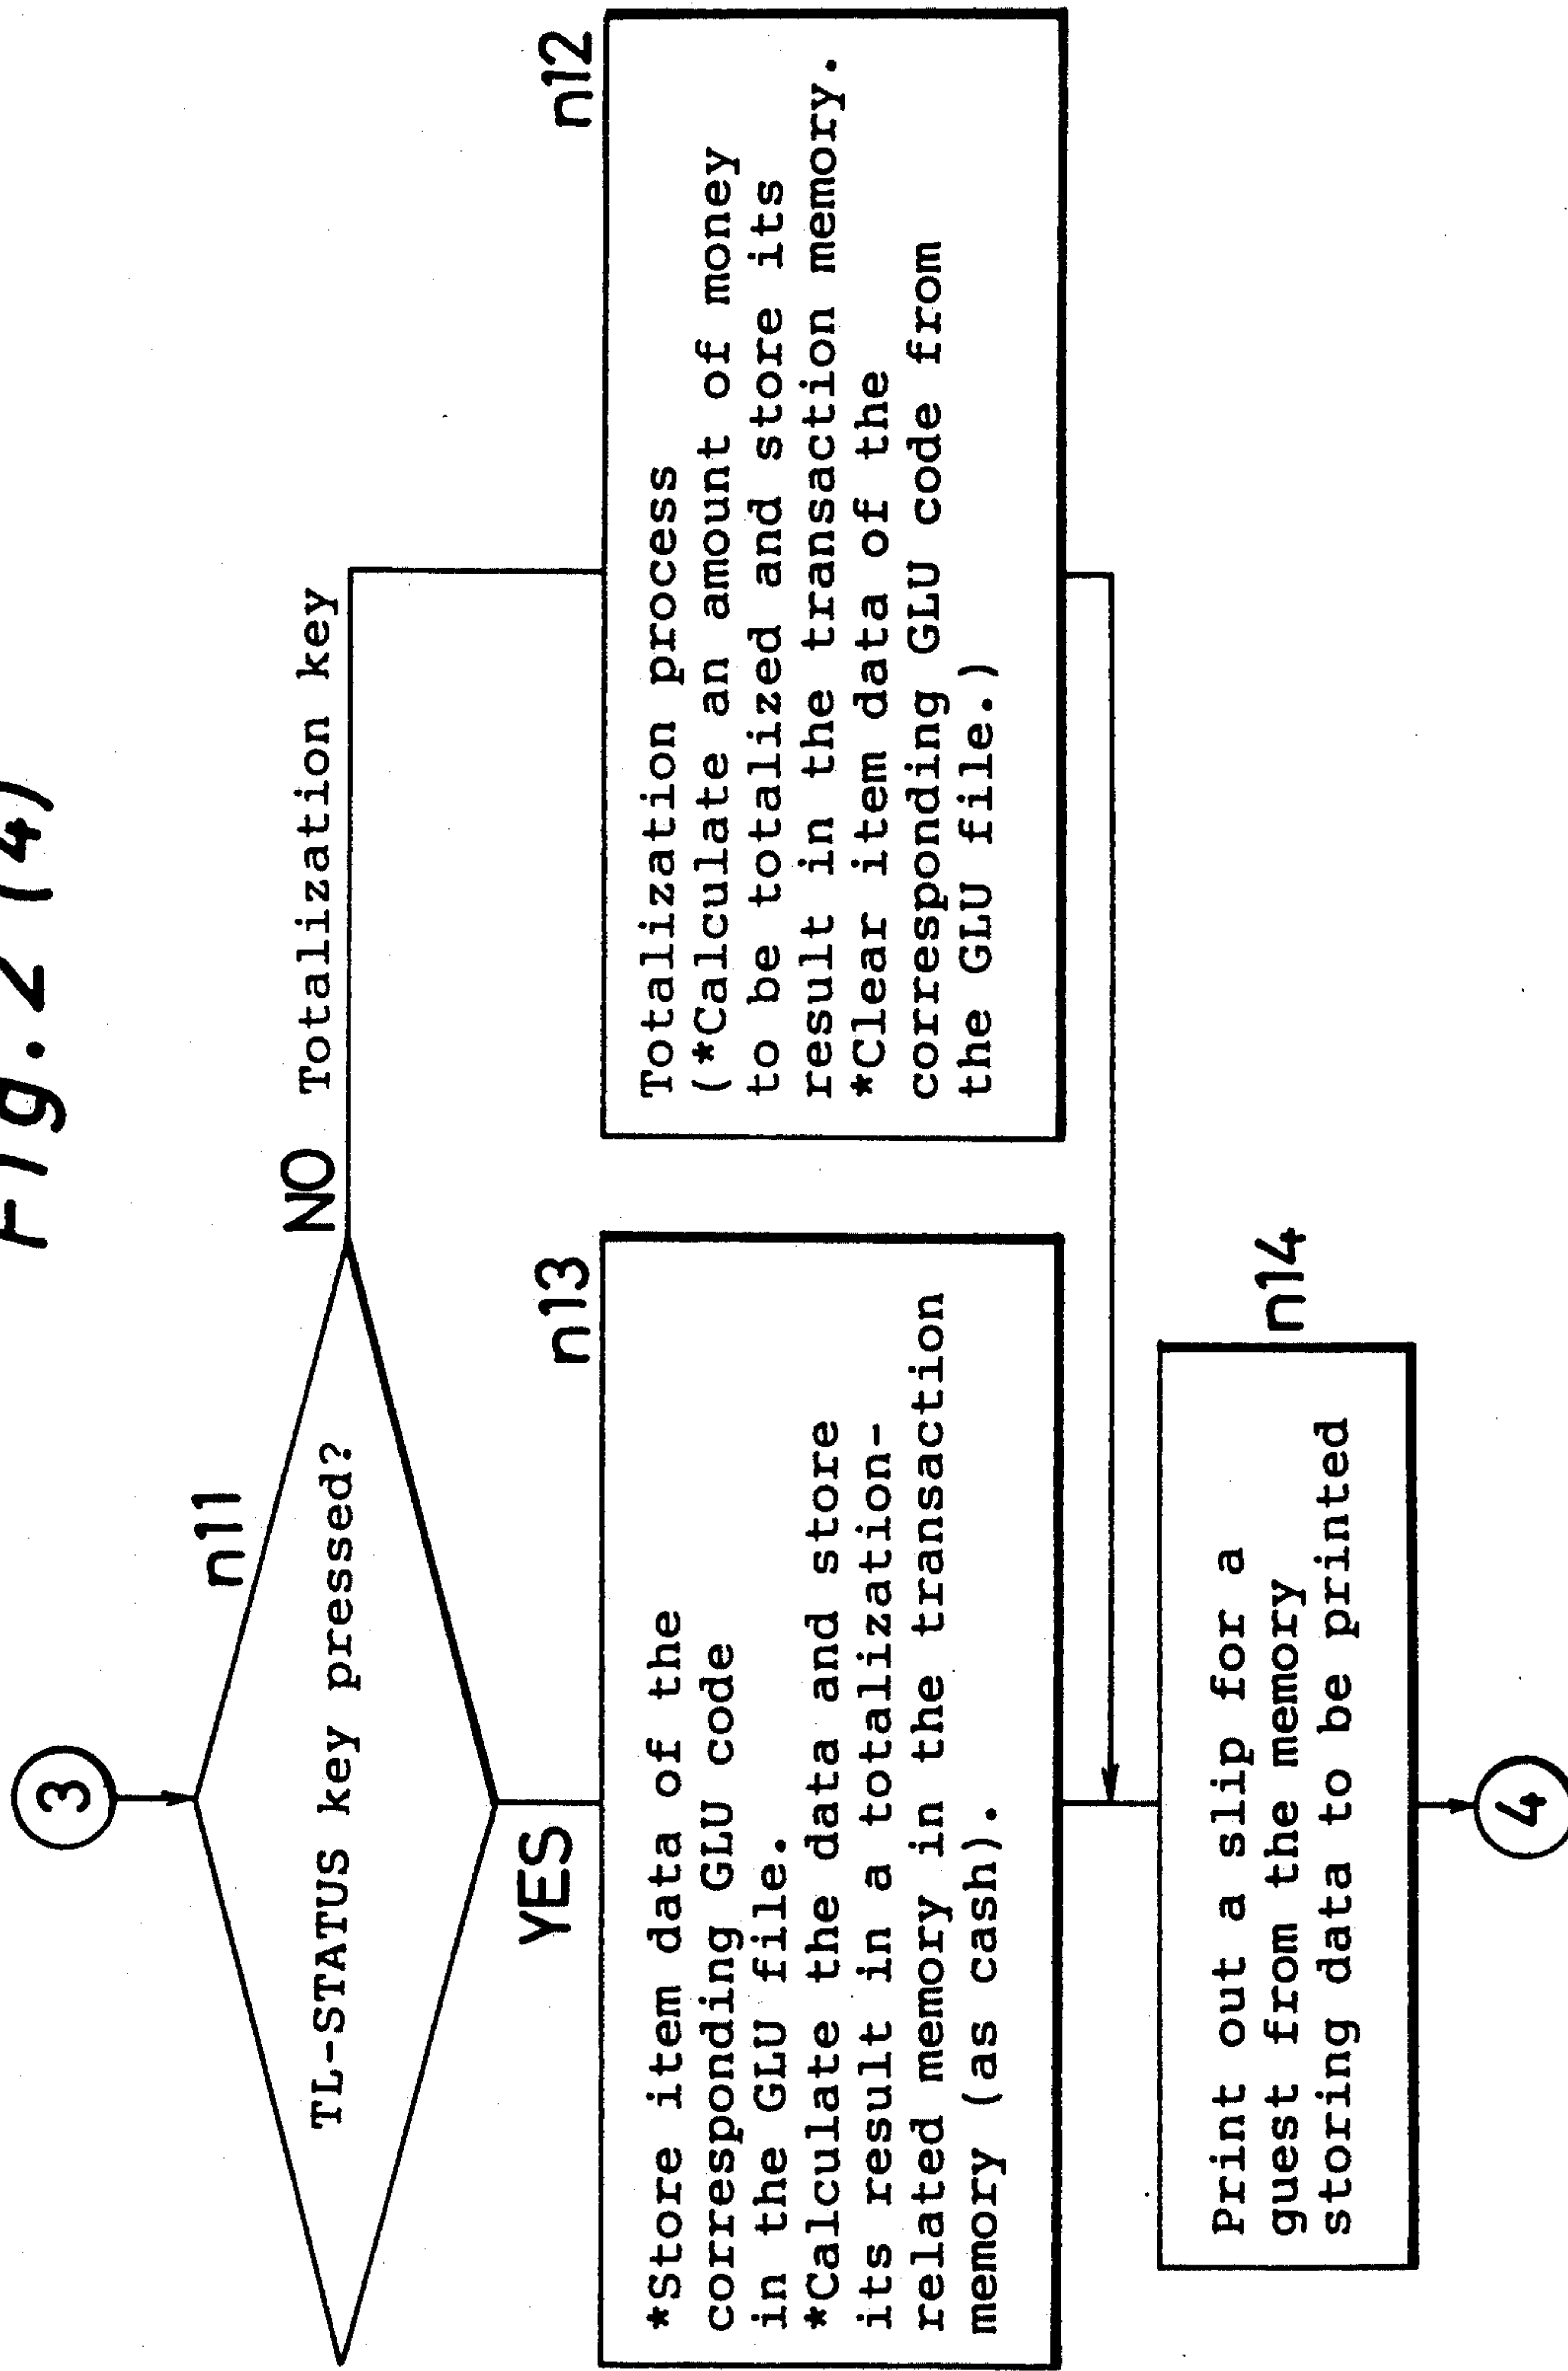 Fig. 2 (4)
3
n11
TL-STATUS key pressed?
NO Totalization key
YES
n13
*Store item data of the
corresponding GLU code
in the GLU file.
*Calculate the data and store
its result in a totalization-
related memory in the transaction
memory (as cash).
n12
Totalization process
(*Calculate an amount of money
to be totalized and store its
result in the transaction memory.
*Clear item data of the
corresponding GLU code from
the GLU file.)
n14
Print out a slip for a
guest from the memory
storing data to be printed
4